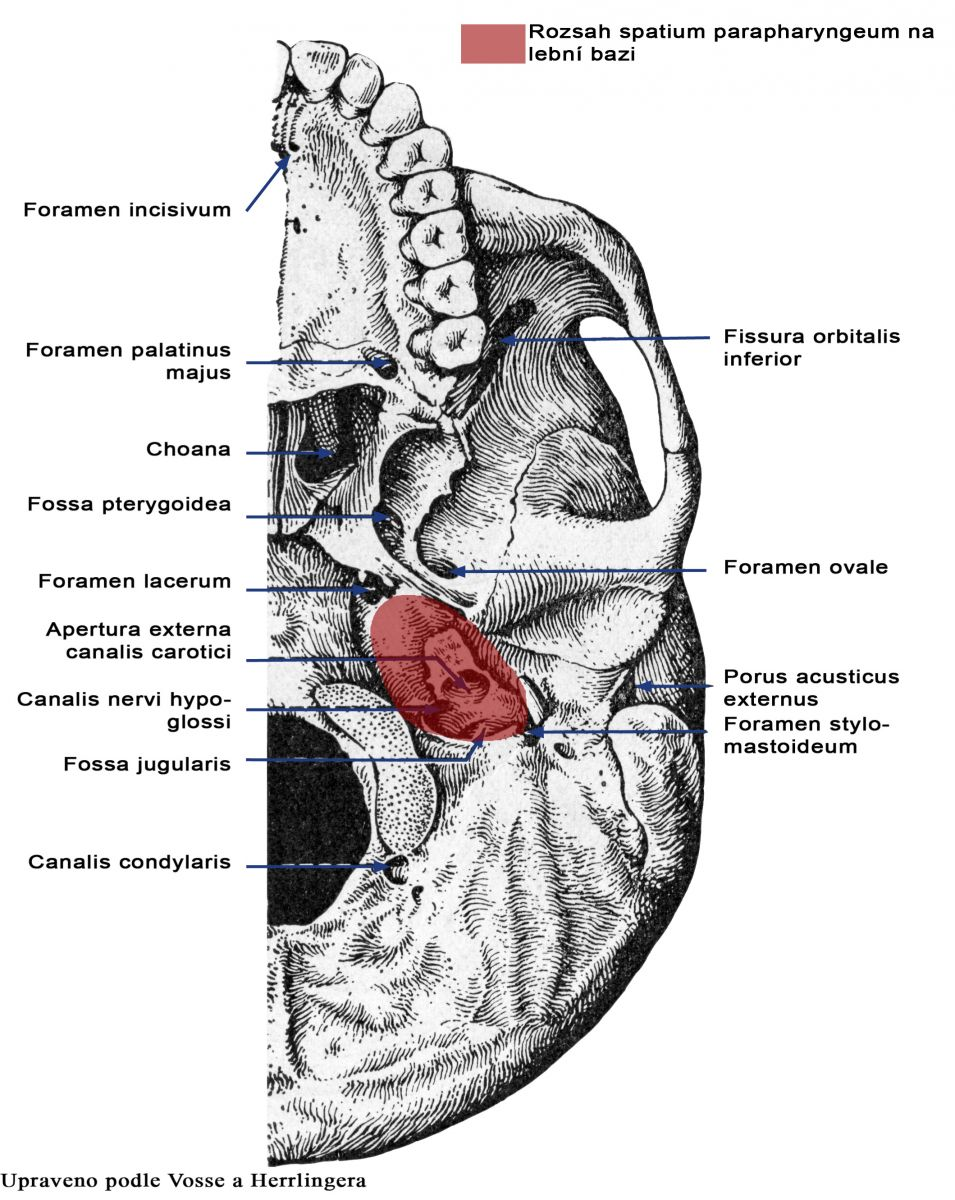 Rozsah spatium parapharyngeum na
lební bazi
Foramen incisivum
Foramen palatinus
majus
Choana
Fossa pterygoidea
Foramen lacerum
Apertura externa
canalis carotici
Canalis nervi hypo-
glossi
Fossa jugularis
Canalis condylaris
Fissura orbitalis
inferior
Foramen ovale
Porus acusticus
externus
Foramen stylo-
mastoideum
Upraveno podle Vosse a Herrlingera